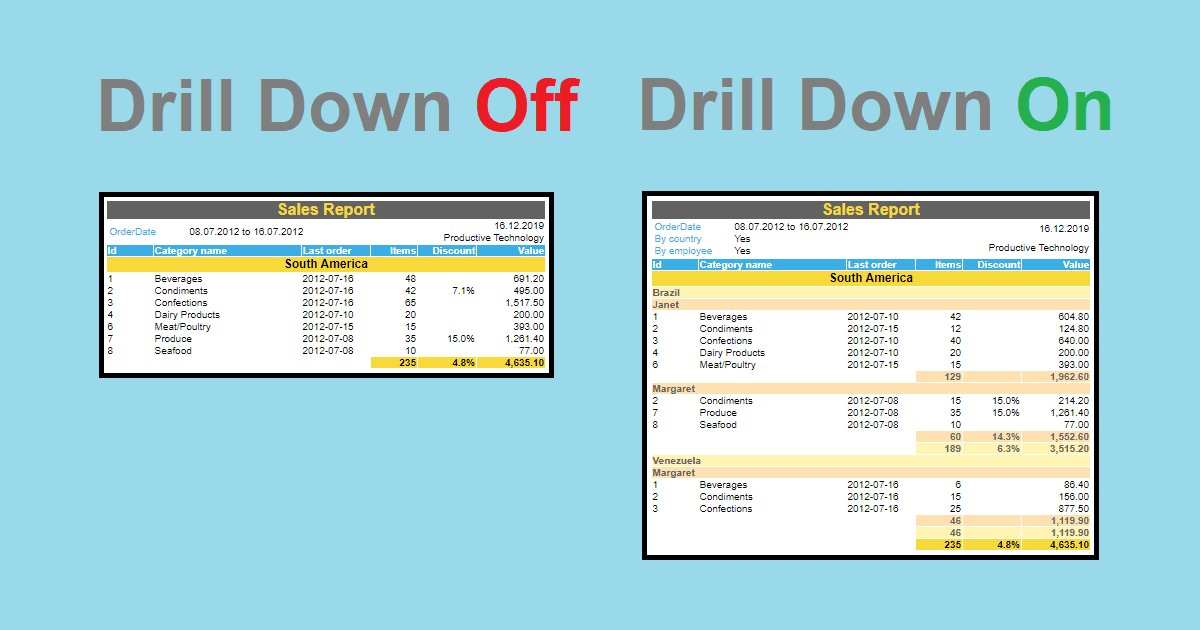 Drill Down Off
Sales Report
16.12.2019
OrderDate 08.07.2012 to 16.07.2012
Productive Technology
Id Category name Last order Items Discount Value
South America
1 Beverages 2012-07-16 48 691.20
2 Condiments 2012-07-16 42 7.1% 495.00
3 Confections 2012-07-16 65 1,517.50
4 Dairy Products 2012-07-10 20 200.00
6 Meat/Poultry 2012-07-15 15 393.00
7 Produce 2012-07-08 35 15.0% 1,261.40
8 Seafood 2012-07-08 10 77.00
235 4.8% 4,635.10
Drill Down On
Sales Report
OrderDate 08.07.2012 to 16.07.2012 16.12.2019
By country Yes
By employee Yes Productive Technology
Id Category name Last order Items Discount Value
South America
Brazil
Janet
1 Beverages 2012-07-10 42 604.80
2 Condiments 2012-07-15 12 124.80
3 Confections 2012-07-10 40 640.00
4 Dairy Products 2012-07-10 20 200.00
6 Meat/Poultry 2012-07-15 15 393.00
129 1,962.60
Margaret
2 Condiments 2012-07-08 15 15.0% 214.20
7 Produce 2012-07-08 35 15.0% 1,261.40
8 Seafood 2012-07-08 10 77.00
60 14.3% 1,552.60
189 6.3% 3,515.20
Venezuela
Margaret
1 Beverages 2012-07-16 6 86.40
2 Condiments 2012-07-16 15 156.00
3 Confections 2012-07-16 25 877.50
46 1,119.90
46 1,119.90
235 4.8% 4,635.10